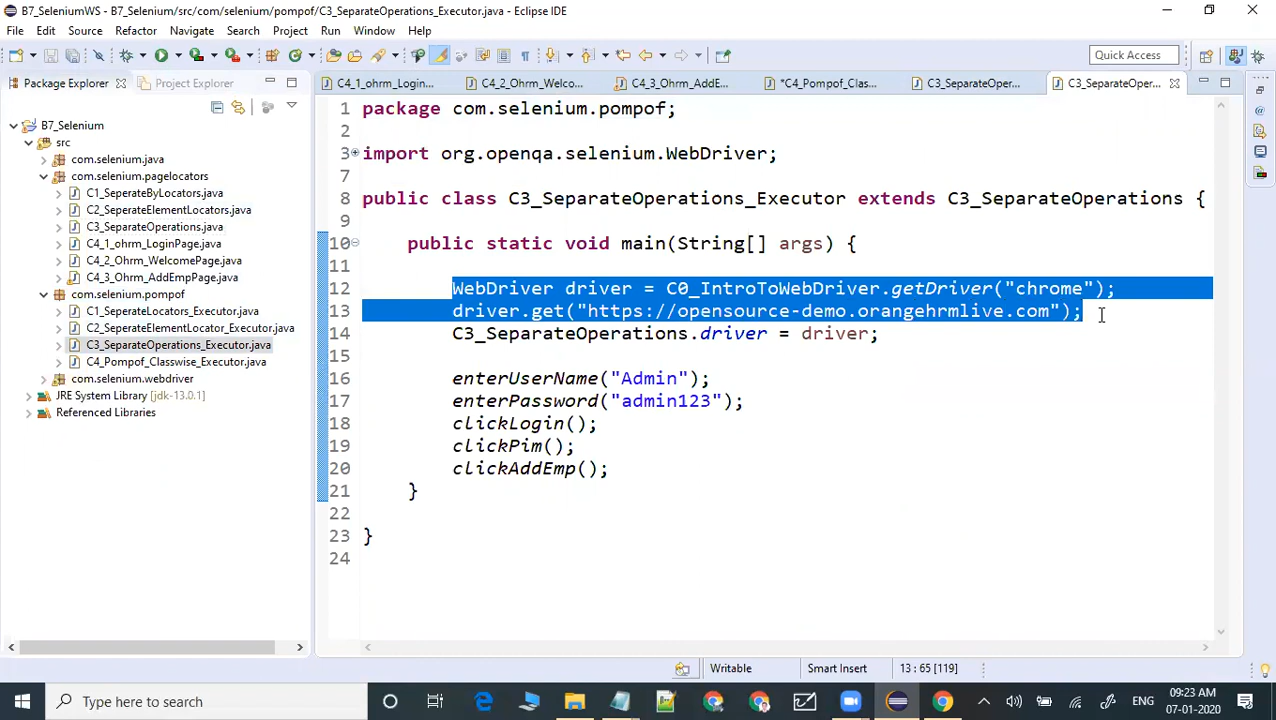 B7_SeleniumWS - B7_Selenium/src/com/selenium/pompof/C3_SeparateOperations_Executor.java - Eclipse IDE
File Edit Source Refactor Navigate Search Project Run Window Help
Quick Access
Package Explorer Project Explorer
C4_1_ohrm_Login... C4_2_Ohrm_Welco... C4_3_Ohrm_AddE... *C4_Pompof_Clas... C3_SeparateOper... C3_SeparateOper...
B7_Selenium
src
com.selenium.java
com.selenium.pagelocators
C1_SeperateByLocators.java
C2_SeperateElementLocators.java
C3_SeparateOperations.java
C4_1_ohrm_LoginPage.java
C4_2_Ohrm_WelcomePage.java
C4_3_Ohrm_AddEmpPage.java
com.selenium.pompof
C1_SeparateLocators_Executor.java
C2_SeperateElementLocator_Executor.java
C3_SeparateOperations_Executor.java
C4_Pompof_Classwise_Executor.java
com.selenium.webdriver
JRE System Library [jdk-13.0.1]
Referenced Libraries
1 package com.selenium.pompof;
2
3 import org.openqa.selenium.WebDriver;
7
8 public class C3_SeparateOperations_Executor extends C3_SeparateOperations {
9
10 public static void main(String[] args) {
11
12 WebDriver driver = C0_IntroToWebDriver.getDriver("chrome");
13 driver.get("https://opensource-demo.orangehrmlive.com");
14 C3_SeparateOperations.driver = driver;
15
16 enterUserName("Admin");
17 enterPassword("admin123");
18 clickLogin();
19 clickPim();
20 clickAddEmp();
21 }
22
23 }
24
Writable Smart Insert 13 : 65 [119]
Type here to search
ENG
09:23 AM
07-01-2020